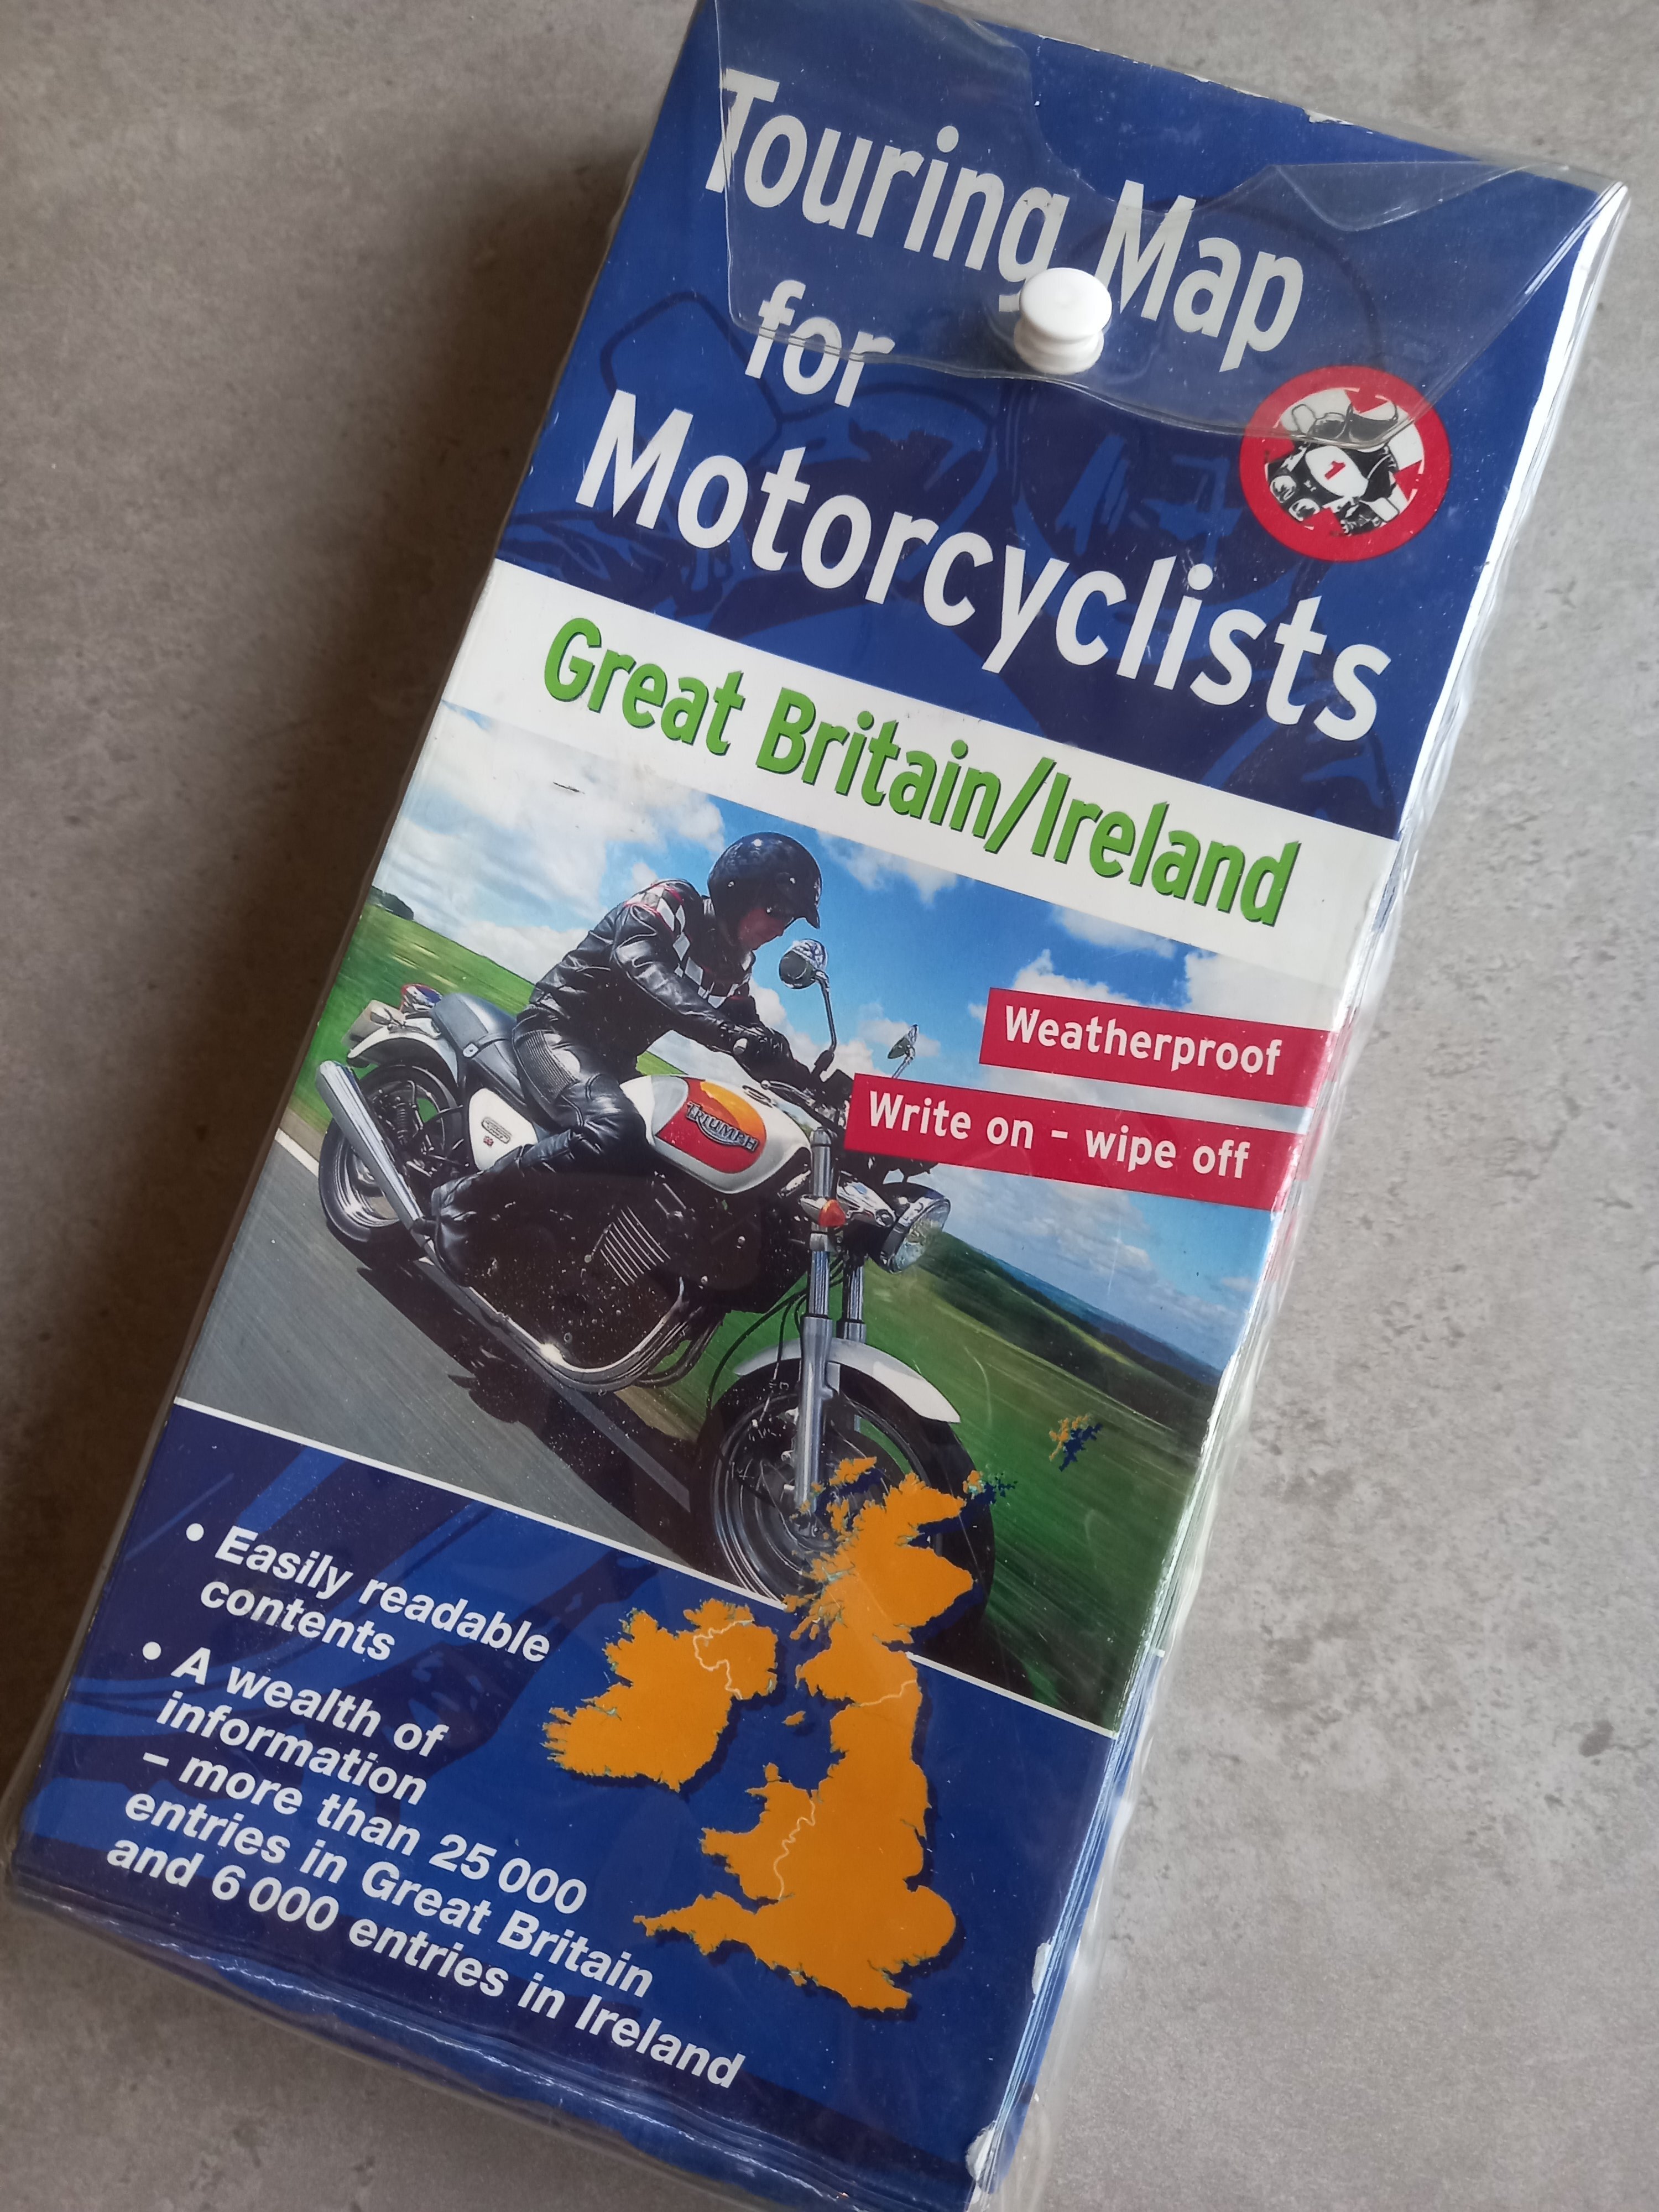 Touring Map
for
Motorcyclists
1
Great Britain/Ireland
Weatherproof
Write on - wipe off
TRIUMPH
• Easily readable
contents
• A wealth of
information
– more than 25 000
entries in Great Britain
and 6 000 entries in Ireland